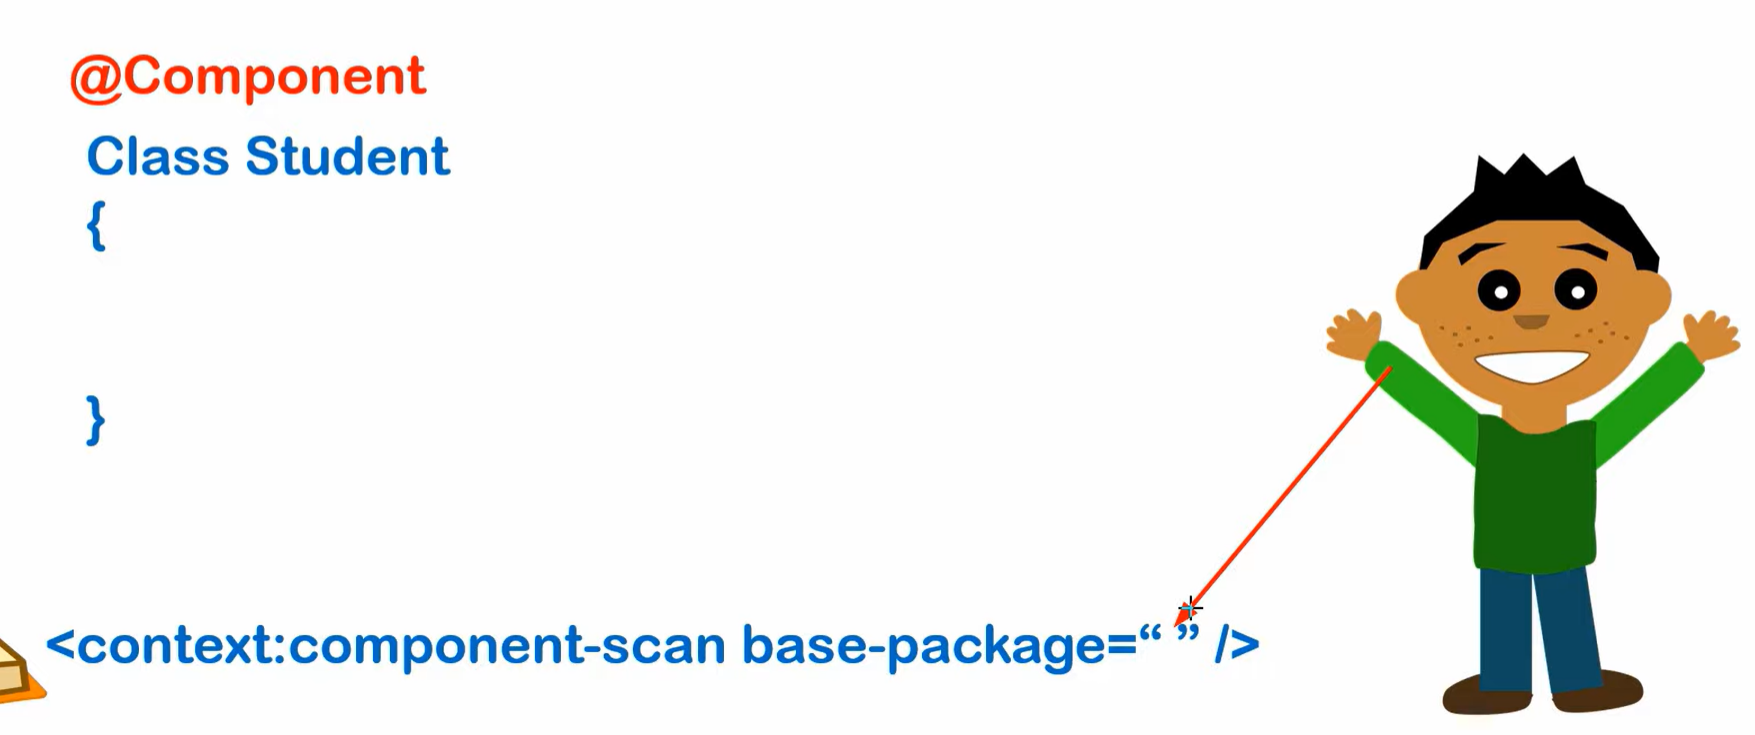 @Component
Class Student
{
}
<context:component-scan base-package=“ ” />